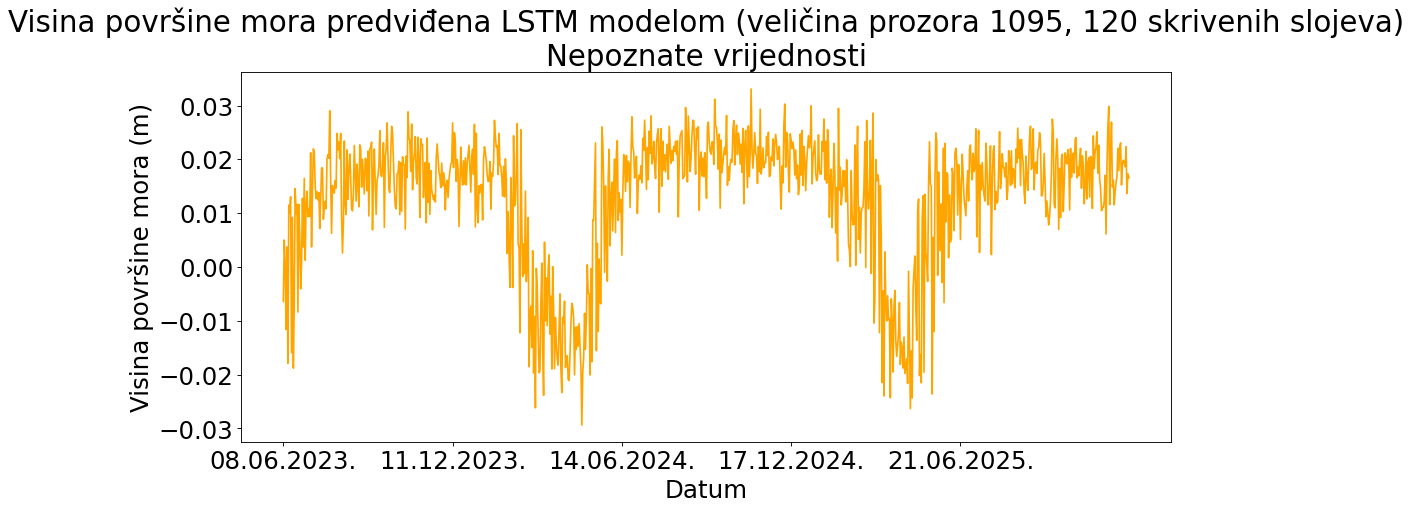 Visina površine mora predviđena LSTM modelom (veličina prozora 1095, 120 skrivenih slojeva)
Nepoznate vrijednosti
Visina površine mora (m)
0.03
0.02
0.01
0.00
−0.01
−0.02
−0.03
08.06.2023. 11.12.2023. 14.06.2024. 17.12.2024. 21.06.2025.
Datum